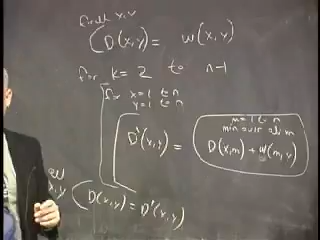 for all x,y
D(x,y) = w(x,y)
for k = 2 to n-1
for x = 1 to n
y = 1 to n
D'(x,y) =
m = 1 to n
min over all m
D(x,m) + w(m,y)
x,y
D(x,y) = D'(x,y)